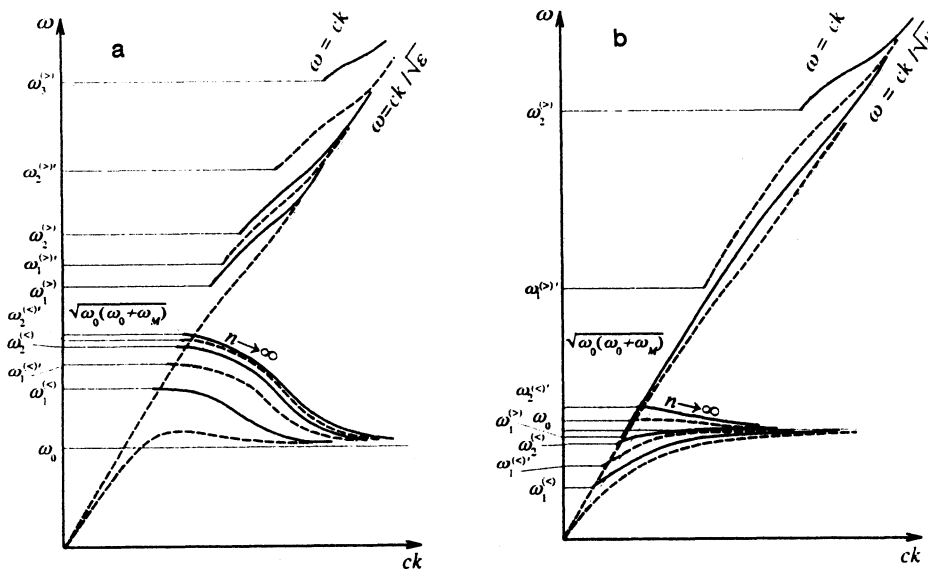 a
ω
ω = ck
ω = ck/√ε
ω₂⁽ᐳ⁾′
ω₂⁽ᐳ⁾
ω₁⁽ᐳ⁾′
ω₁⁽ᐳ⁾
√ω₀(ω₀+ω_M)
ω₂⁽ᐸ⁾′
ω₂⁽ᐸ⁾
ω₁⁽ᐸ⁾′
ω₁⁽ᐸ⁾
n→∞
ω₀
ck
b
ω
ω = ck
ω = ck/√
ω₂⁽ᐳ⁾
ω₁⁽ᐳ⁾′
√ω₀(ω₀+ω_M)
ω₂⁽ᐸ⁾′
n→∞
ω₁⁽ᐳ⁾
ω₀
ω₂⁽ᐸ⁾
ω₁⁽ᐸ⁾′
ω₁⁽ᐸ⁾
ck